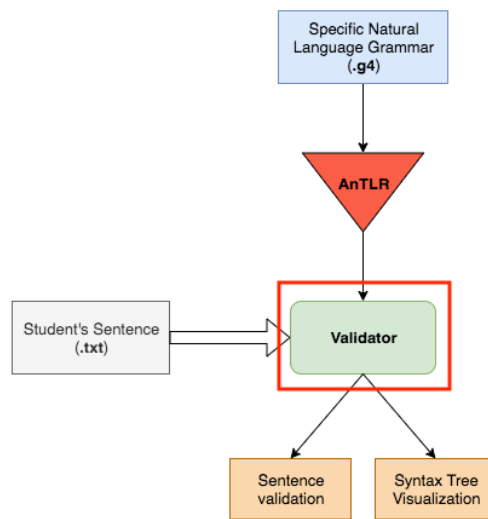 Specific Natural
Language Grammar
(.g4)
AnTLR
Student's Sentence
(.txt)
Validator
Sentence
validation
Syntax Tree
Visualization